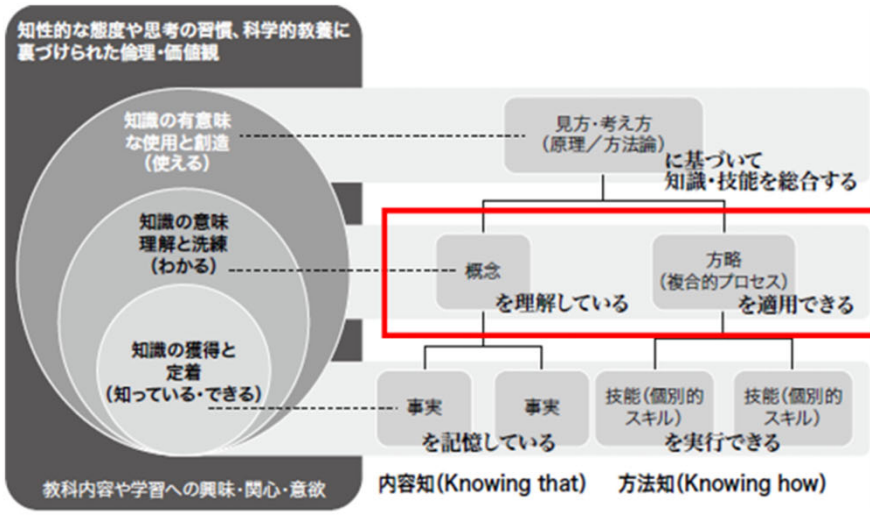 知性的な態度や思考の習慣、科学的教養に
裏づけられた倫理・価値観
知識の有意味
な使用と創造
(使える)
見方・考え方
(原理／方法論)
に基づいて
知識・技能を総合する
知識の意味
理解と洗練
(わかる)
概念
を理解している
方略
(複合的プロセス)
を適用できる
知識の獲得と
定着
(知っている・できる)
事実
事実
を記憶している
技能(個別的
スキル)
技能(個別的
スキル)
を実行できる
教科内容や学習への興味・関心・意欲
内容知(Knowing that)
方法知(Knowing how)